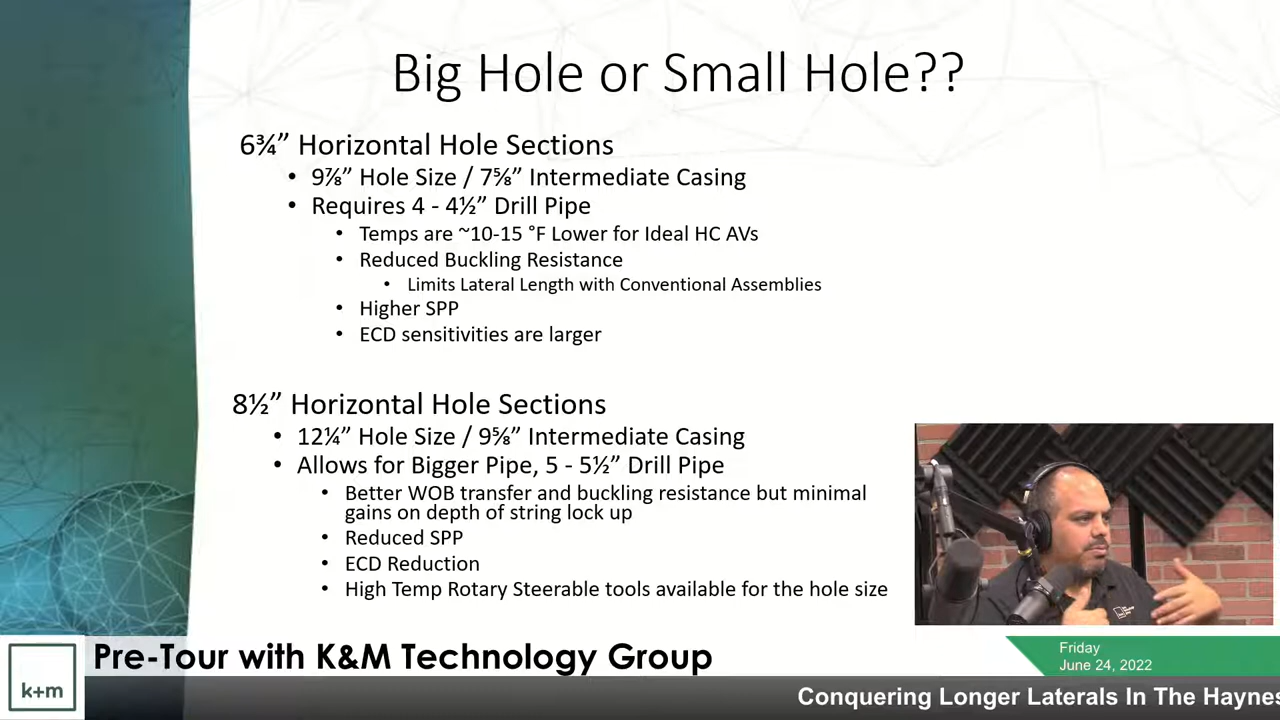 Big Hole or Small Hole??
6¾” Horizontal Hole Sections
• 9⅞” Hole Size / 7⅝” Intermediate Casing
• Requires 4 - 4½” Drill Pipe
• Temps are ~10-15 °F Lower for Ideal HC AVs
• Reduced Buckling Resistance
• Limits Lateral Length with Conventional Assemblies
• Higher SPP
• ECD sensitivities are larger
8½” Horizontal Hole Sections
• 12¼” Hole Size / 9⅝” Intermediate Casing
• Allows for Bigger Pipe, 5 - 5½” Drill Pipe
• Better WOB transfer and buckling resistance but minimal
gains on depth of string lock up
• Reduced SPP
• ECD Reduction
• High Temp Rotary Steerable tools available for the hole size
k+m
Pre-Tour with K&M Technology Group
Friday
June 24, 2022
Conquering Longer Laterals In The Haynes